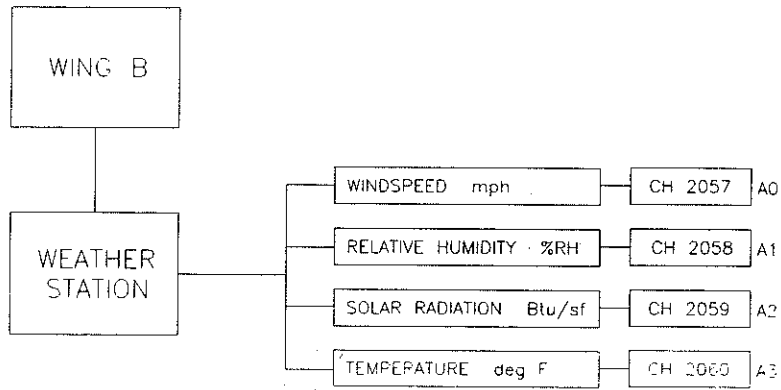 WING B
WEATHER
STATION
WINDSPEED mph CH 2057 A0
RELATIVE HUMIDITY %RH CH 2058 A1
SOLAR RADIATION Btu/sf CH 2059 A2
TEMPERATURE deg F CH 2060 A3